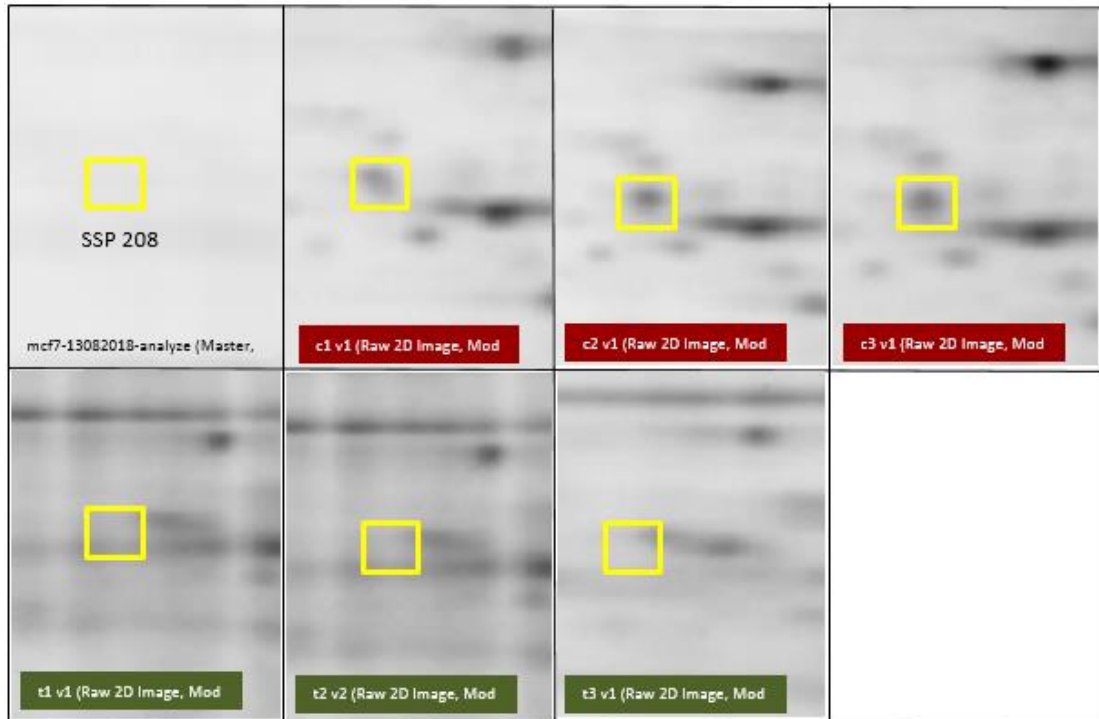 SSP 208
mcf7-13082018-analyze (Master,
c1 v1 (Raw 2D Image, Mod
c2 v1 (Raw 2D Image, Mod
c3 v1 {Raw 2D Image, Mod
t1 v1 (Raw 2D Image, Mod
t2 v2 (Raw 2D Image, Mod
t3 v1 (Raw 2D Image, Mod